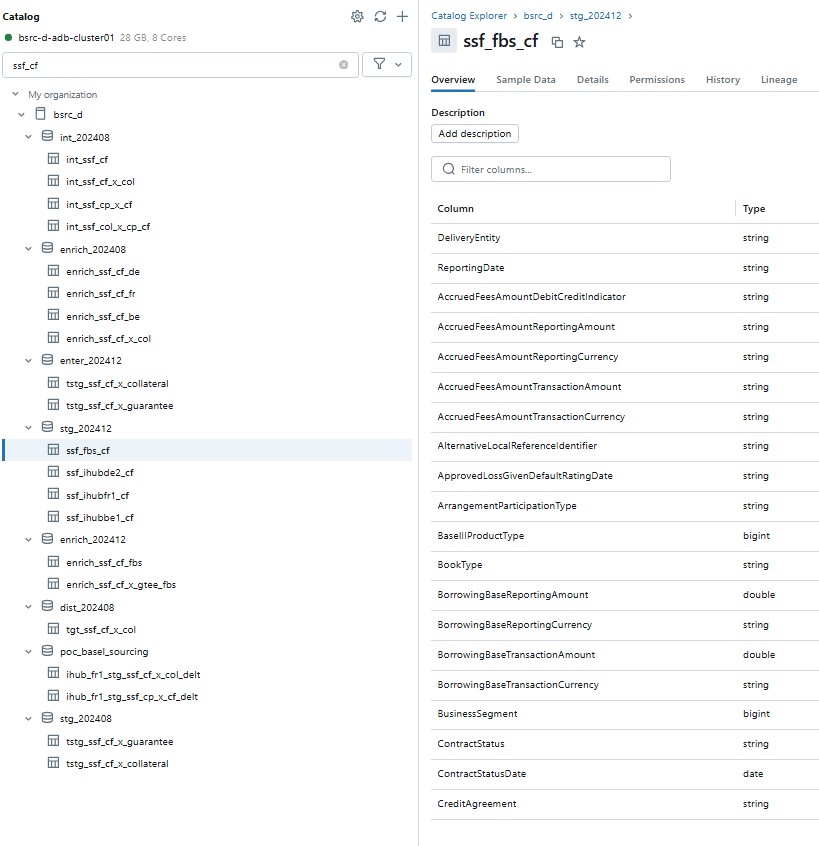 Catalog
bsrc-d-adb-cluster01 28 GB, 8 Cores
ssf_cf
My organization
bsrc_d
int_202408
int_ssf_cf
int_ssf_cf_x_col
int_ssf_cp_x_cf
int_ssf_col_x_cp_cf
enrich_202408
enrich_ssf_cf_de
enrich_ssf_cf_fr
enrich_ssf_cf_be
enrich_ssf_cf_x_col
enter_202412
tstg_ssf_cf_x_collateral
tstg_ssf_cf_x_guarantee
stg_202412
ssf_fbs_cf
ssf_ihubde2_cf
ssf_ihubfr1_cf
ssf_ihubbe1_cf
enrich_202412
enrich_ssf_cf_fbs
enrich_ssf_cf_x_gtee_fbs
dist_202408
tgt_ssf_cf_x_col
poc_basel_sourcing
ihub_fr1_stg_ssf_cf_x_col_delt
ihub_fr1_stg_ssf_cp_x_cf_delt
stg_202408
tstg_ssf_cf_x_guarantee
tstg_ssf_cf_x_collateral
Catalog Explorer › bsrc_d › stg_202412 ›
ssf_fbs_cf
Overview Sample Data Details Permissions History Lineage
Description
Add description
Filter columns...
Column Type
DeliveryEntity string
ReportingDate string
AccruedFeesAmountDebitCreditIndicator string
AccruedFeesAmountReportingAmount string
AccruedFeesAmountReportingCurrency string
AccruedFeesAmountTransactionAmount string
AccruedFeesAmountTransactionCurrency string
AlternativeLocalReferenceIdentifier string
ApprovedLossGivenDefaultRatingDate string
ArrangementParticipationType string
BaselIIProductType bigint
BookType string
BorrowingBaseReportingAmount double
BorrowingBaseReportingCurrency string
BorrowingBaseTransactionAmount double
BorrowingBaseTransactionCurrency string
BusinessSegment bigint
ContractStatus string
ContractStatusDate date
CreditAgreement string